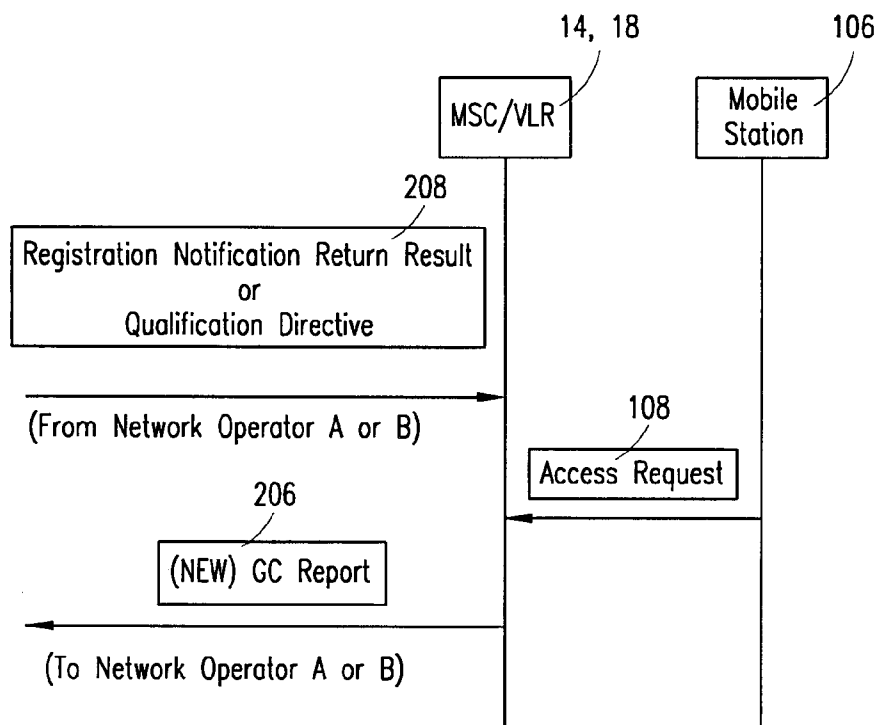 14, 18
106
MSC/VLR
Mobile
Station
208
Registration Notification Return Result
or
Qualification Directive
(From Network Operator A or B)
108
Access Request
206
(NEW) GC Report
(To Network Operator A or B)